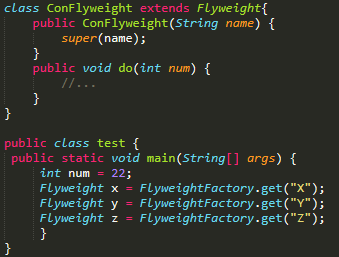 class ConFlyweight extends Flyweight{
    public ConFlyweight(String name) {
        super(name);
    }
    public void do(int num) {
        //...
    }
}

public class test {
 public static void main(String[] args) {
     int num = 22;
     Flyweight x = FlyweightFactory.get("X");
     Flyweight y = FlyweightFactory.get("Y");
     Flyweight z = FlyweightFactory.get("Z");
     }
}